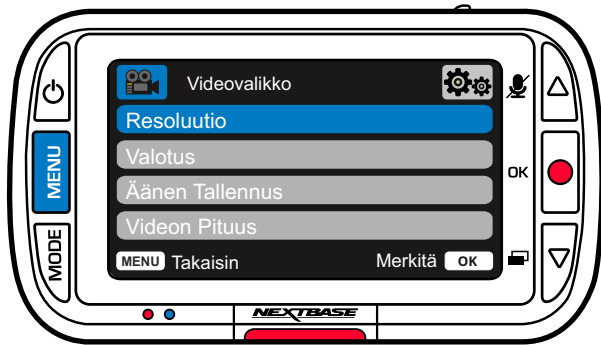 Videovalikko
Resoluutio
MENU
Valotus
OK
Äänen Tallennus
Videon Pituus
MODE
MENU Takaisin
Merkitä OK
NEXTBASE